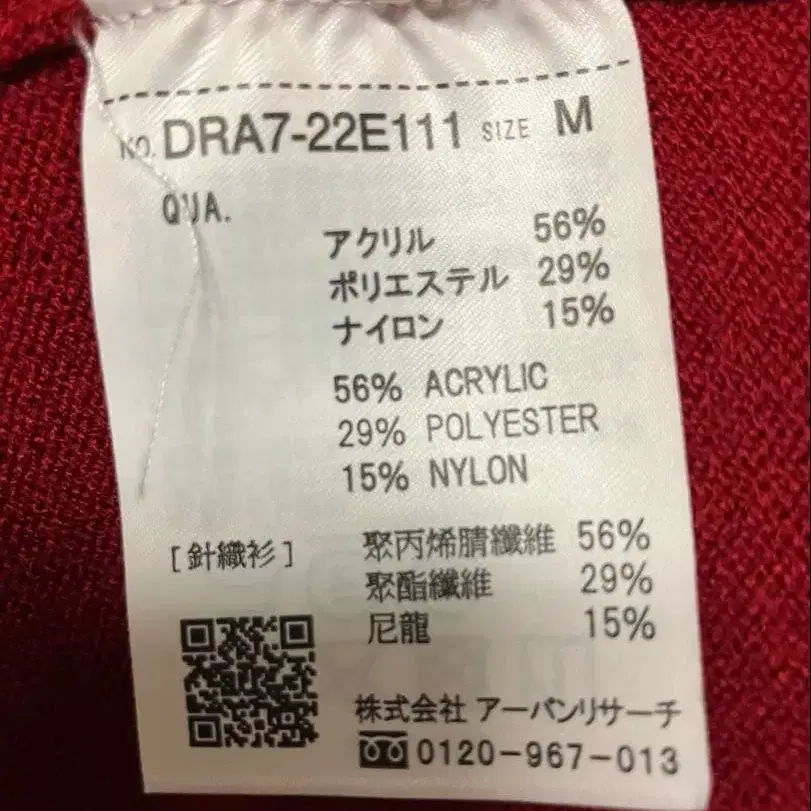 NO. DRA7-22E111 SIZE M
QUA.
アクリル 56%
ポリエステル 29%
ナイロン 15%
56% ACRYLIC
29% POLYESTER
15% NYLON
[針織衫] 聚丙烯腈纖維 56%
聚酯纖維 29%
尼龍 15%
株式会社 アーバンリサーチ
0120-967-013